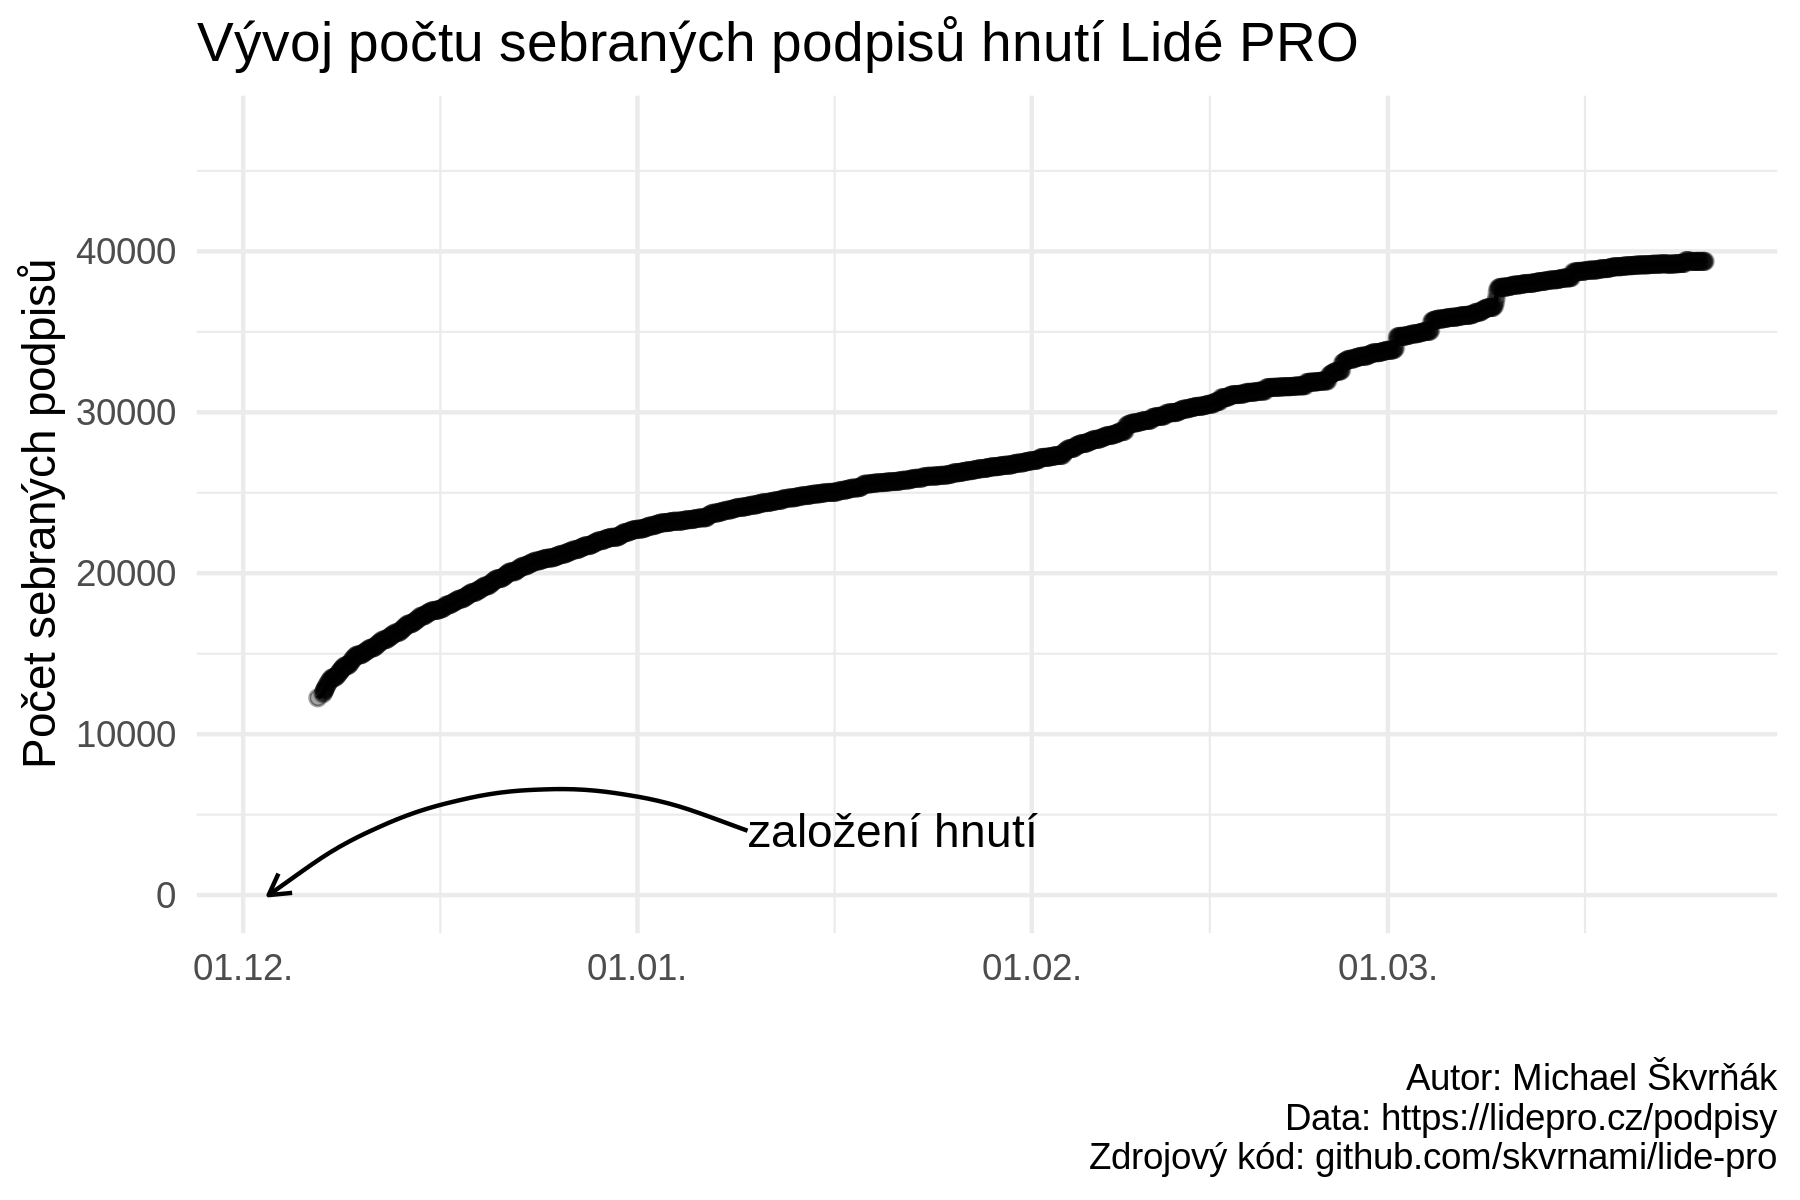 Vývoj počtu sebraných podpisů hnutí Lidé PRO
Počet sebraných podpisů
40000
30000
20000
10000
0
založení hnutí
01.12.
01.01.
01.02.
01.03.
Autor: Michael Škvrňák
Data: https://lidepro.cz/podpisy
Zdrojový kód: github.com/skvrnami/lide-pro